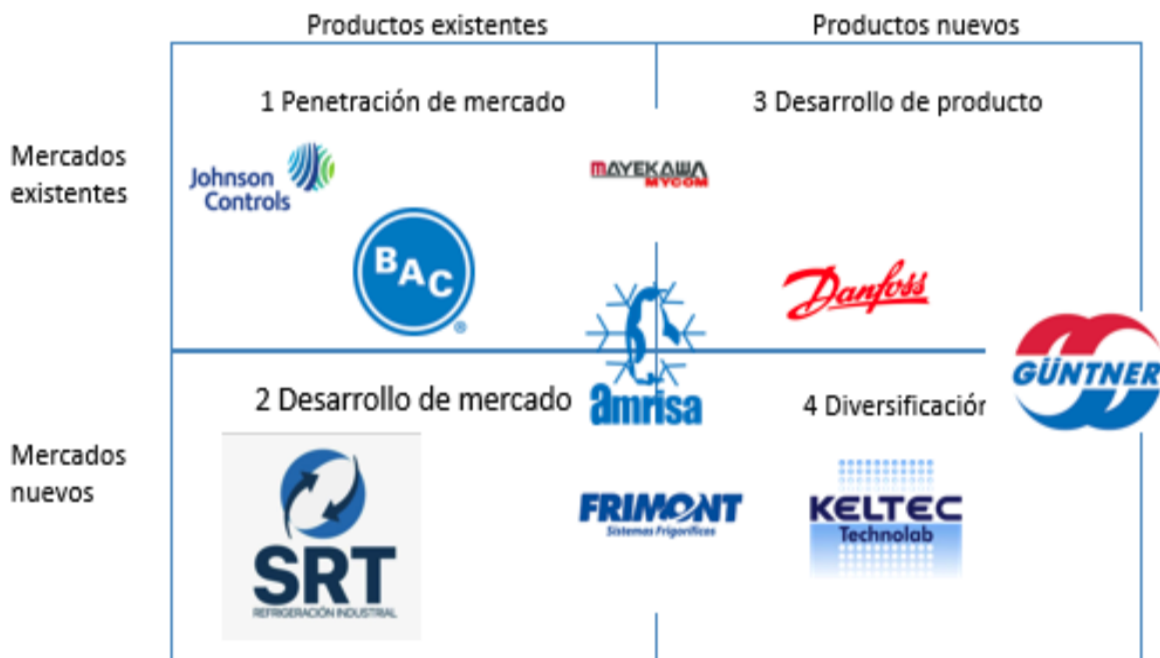 Productos existentes
Productos nuevos
1 Penetración de mercado
3 Desarrollo de producto
Mercados
existentes
Johnson
Controls
MAYEKAWA
MYCOM
BAC
®
Danfoss
GÜNTNER
2 Desarrollo de mercado
amrisa
4 Diversificación
Mercados
nuevos
SRT
REFRIGERACIÓN INDUSTRIAL
FRIMONT
Sistemas Frigoríficos
KELTEC
Technolab